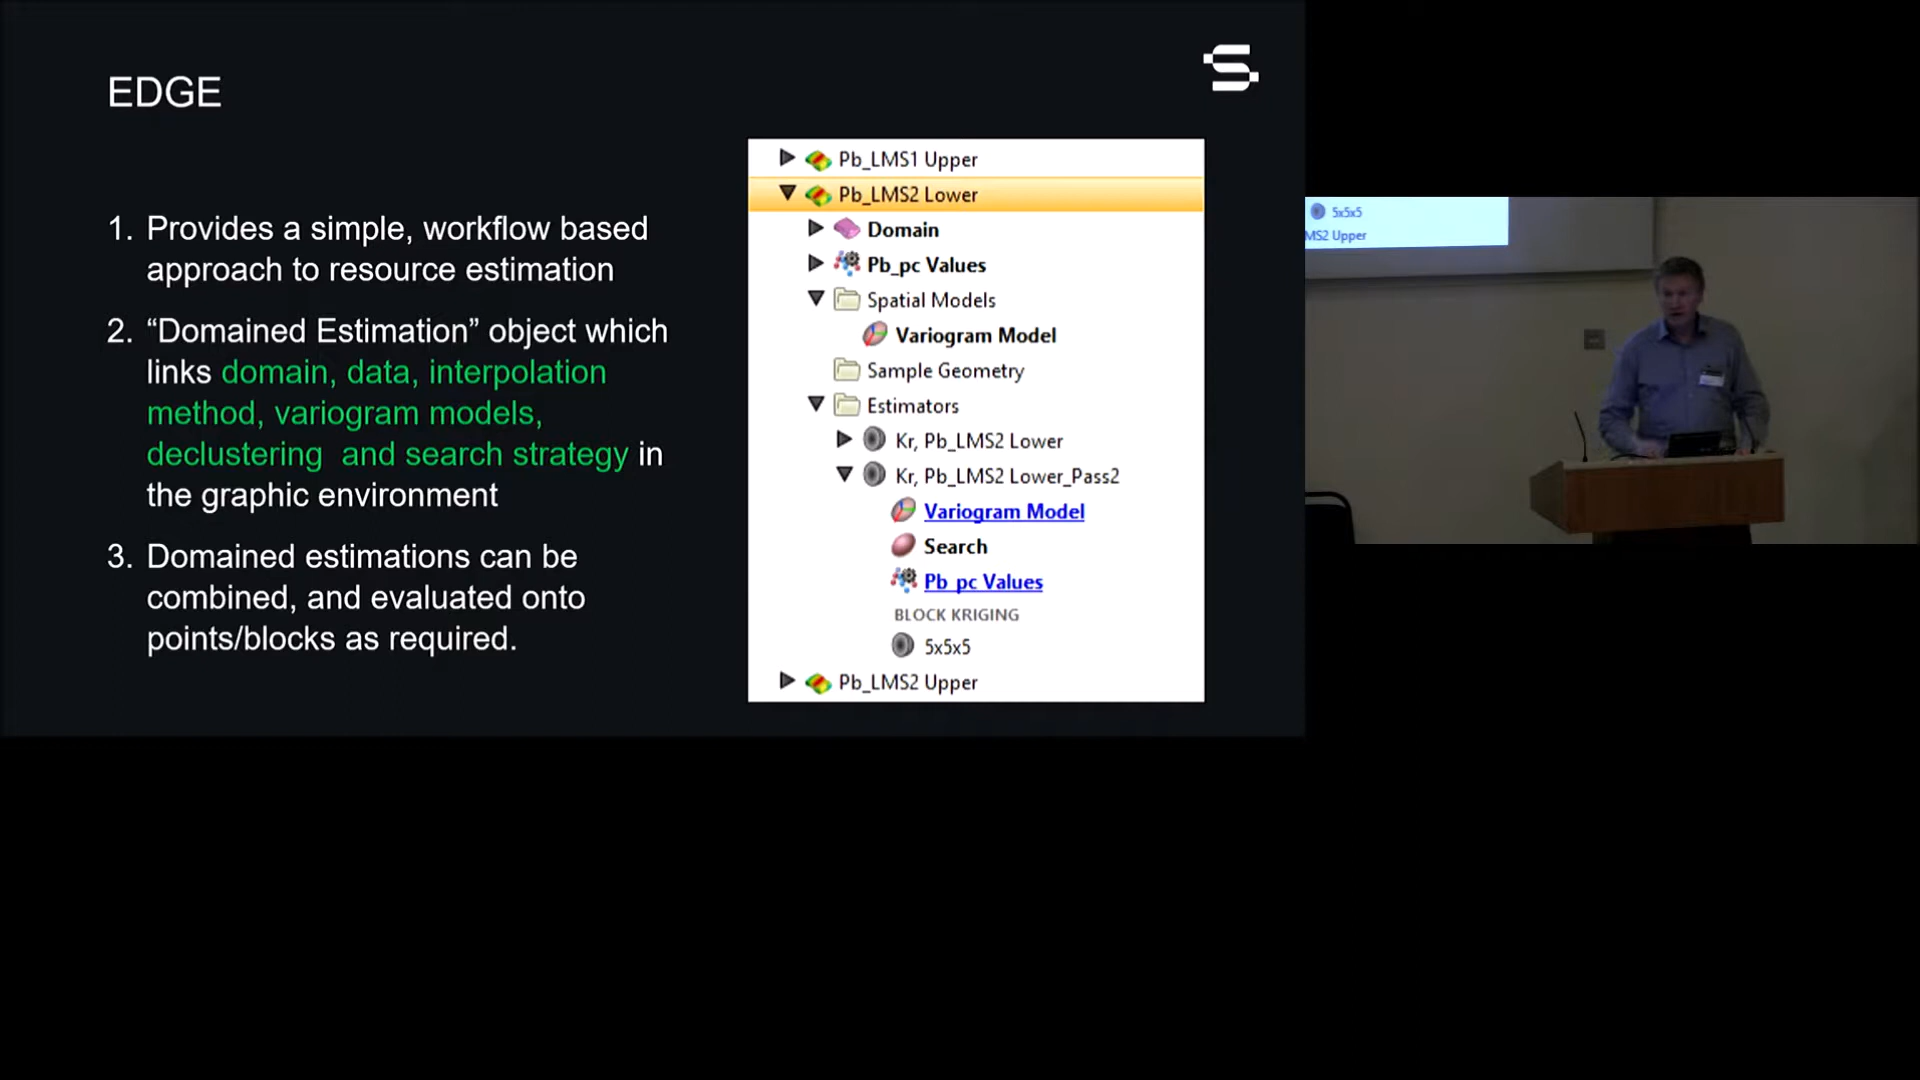 EDGE
1. Provides a simple, workflow based
approach to resource estimation
2. “Domained Estimation” object which
links domain, data, interpolation
method, variogram models,
declustering and search strategy in
the graphic environment
3. Domained estimations can be
combined, and evaluated onto
points/blocks as required.
Pb_LMS1 Upper
Pb_LMS2 Lower
Domain
Pb_pc Values
Spatial Models
Variogram Model
Sample Geometry
Estimators
Kr, Pb_LMS2 Lower
Kr, Pb_LMS2 Lower_Pass2
Variogram Model
Search
Pb_pc Values
BLOCK KRIGING
5x5x5
Pb_LMS2 Upper
5x5x5
MS2 Upper